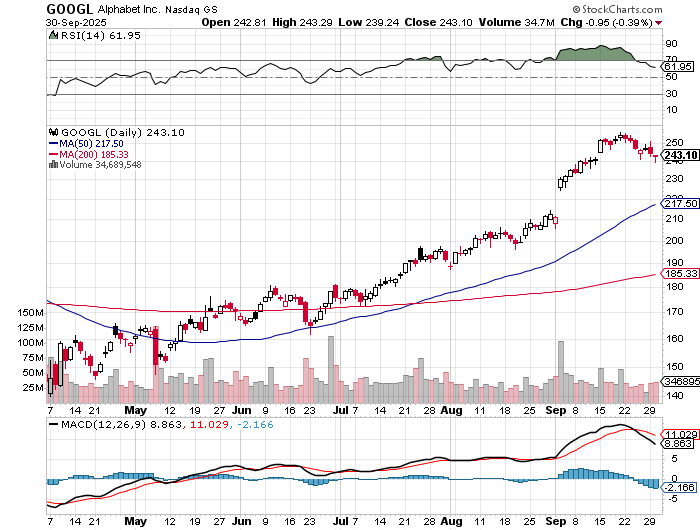 GOOGL Alphabet Inc. Nasdaq GS © StockCharts.com
30-Sep-2025 Open 242.81 High 243.29 Low 239.24 Close 243.10 Volume 34.7M Chg -0.95 (-0.39%)
RSI(14) 61.95
90
70
61.95
50
30
10
GOOGL (Daily) 243.10
MA(50) 217.50
MA(200) 185.33
Volume 34,689,548
250
243.10
240
230
220
217.50
210
200
190
185.33
180
170
160
150
140
150M
125M
100M
75M
50M
25M
346895
7 14 21 May 12 19 27 Jun 9 16 23 Jul 7 14 21 28 Aug 11 18 25 Sep 8 15 22 29
MACD(12,26,9) 8.863, 11.029, -2.166
11.029
8.863
5
0
-2.166
-5
7 14 21 May 12 19 27 Jun 9 16 23 Jul 7 14 21 28 Aug 11 18 25 Sep 8 15 22 29